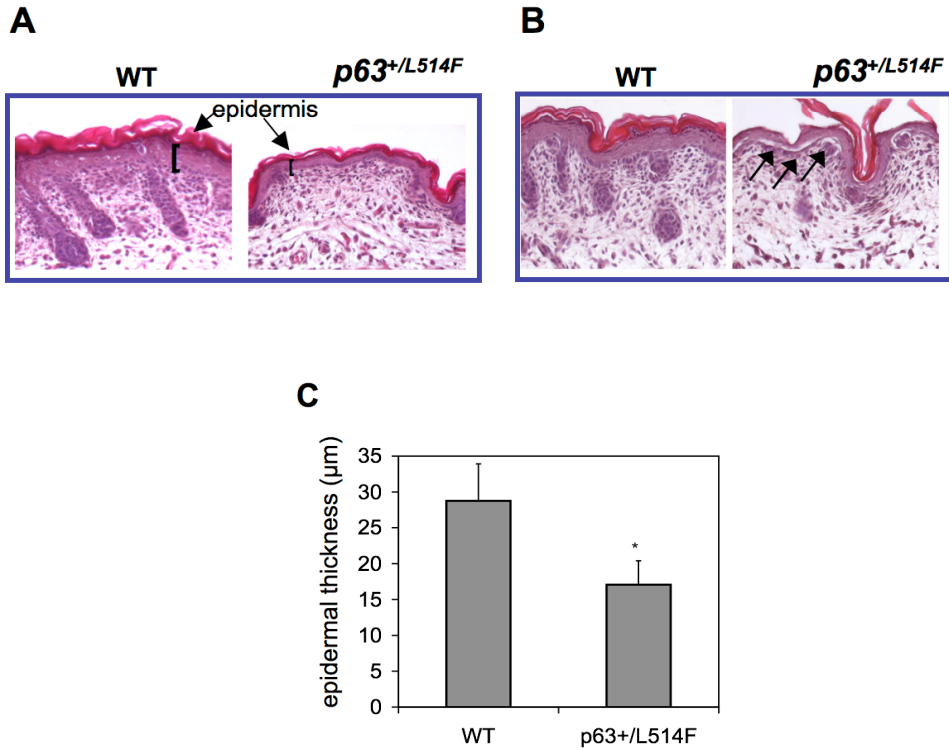 A
B
WT
p63+/L514F
WT
p63+/L514F
epidermis
C
epidermal thickness (µm)
35
30
25
20
15
10
5
0
*
WT
p63+/L514F